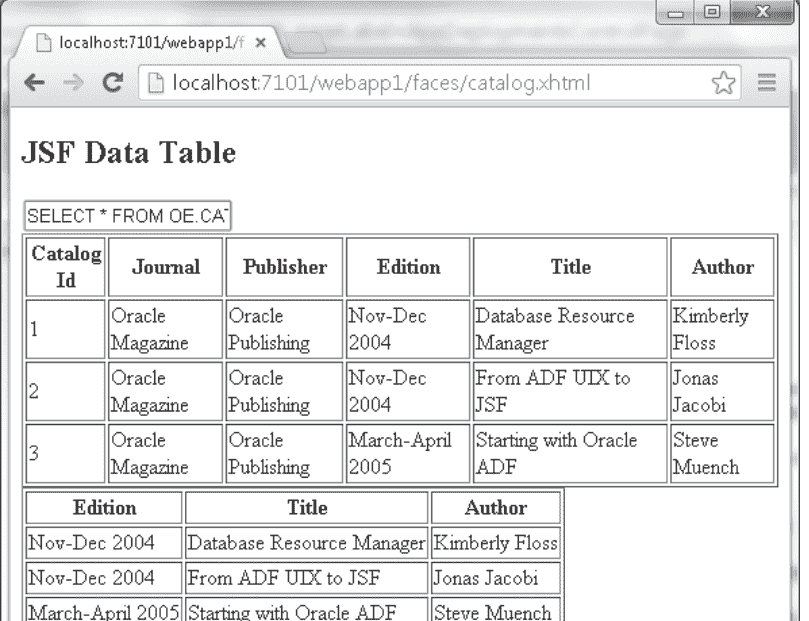 localhost:7101/webapp1/f
localhost:7101/webapp1/faces/catalog.xhtml
JSF Data Table
SELECT * FROM OE.CAT
Catalog Id Journal Publisher Edition Title Author
1 Oracle Magazine Oracle Publishing Nov-Dec 2004 Database Resource Manager Kimberly Floss
2 Oracle Magazine Oracle Publishing Nov-Dec 2004 From ADF UIX to JSF Jonas Jacobi
3 Oracle Magazine Oracle Publishing March-April 2005 Starting with Oracle ADF Steve Muench
Edition Title Author
Nov-Dec 2004 Database Resource Manager Kimberly Floss
Nov-Dec 2004 From ADF UIX to JSF Jonas Jacobi
March-April 2005 Starting with Oracle ADF Steve Muench